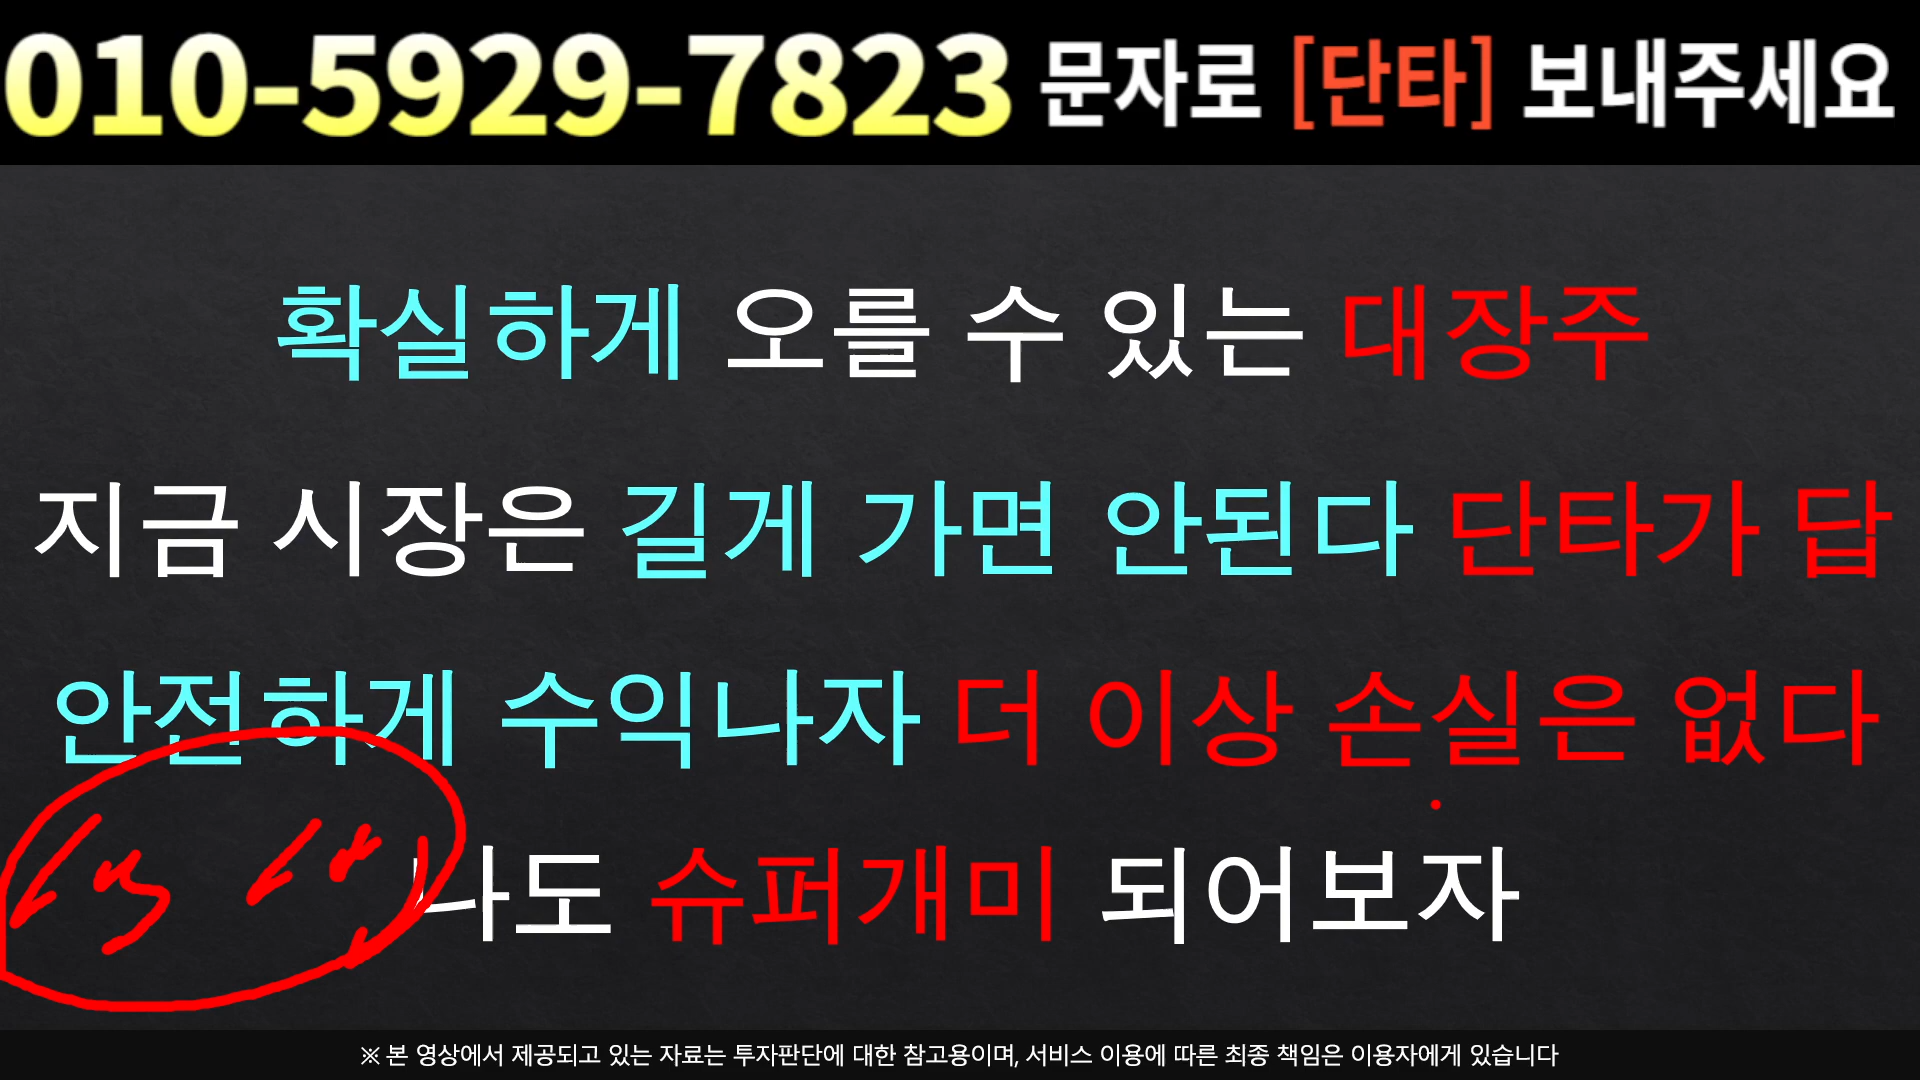 010-5929-7823 문자로 [단타] 보내주세요
확실하게 오를 수 있는 대장주
지금 시장은 길게 가면 안된다 단타가 답
안전하게 수익나자 더 이상 손실은 없다
나도 슈퍼개미 되어보자
※ 본 영상에서 제공되고 있는 자료는 투자판단에 대한 참고용이며, 서비스 이용에 따른 최종 책임은 이용자에게 있습니다